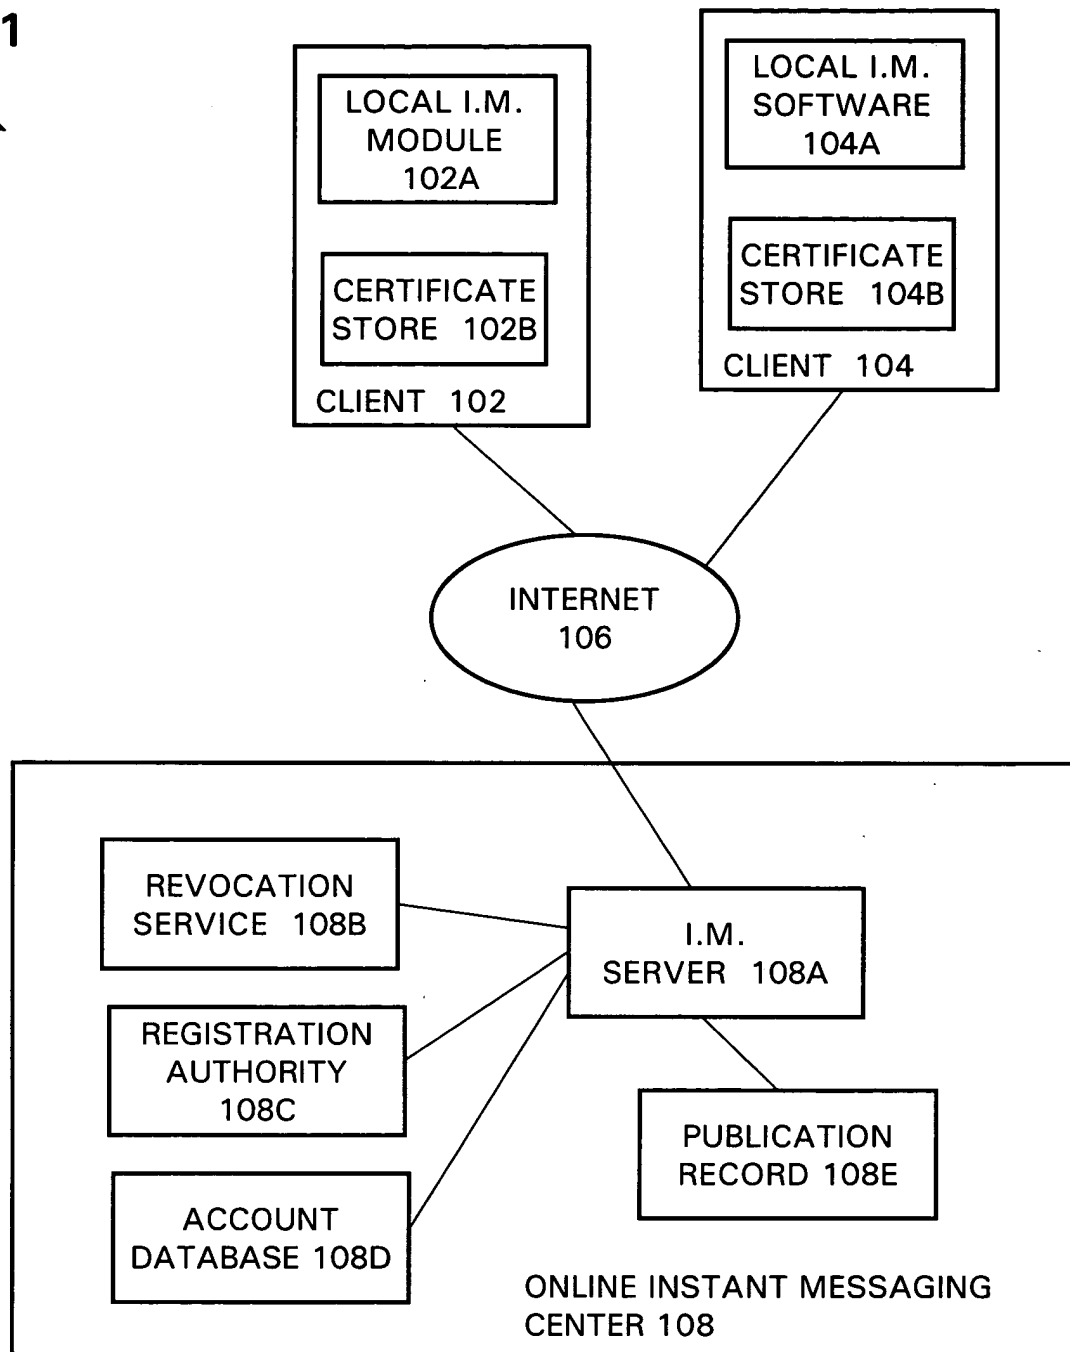 1
LOCAL I.M.
MODULE
102A
CERTIFICATE
STORE 102B
CLIENT 102
LOCAL I.M.
SOFTWARE
104A
CERTIFICATE
STORE 104B
CLIENT 104
INTERNET
106
REVOCATION
SERVICE 108B
I.M.
SERVER 108A
REGISTRATION
AUTHORITY
108C
PUBLICATION
RECORD 108E
ACCOUNT
DATABASE 108D
ONLINE INSTANT MESSAGING
CENTER 108